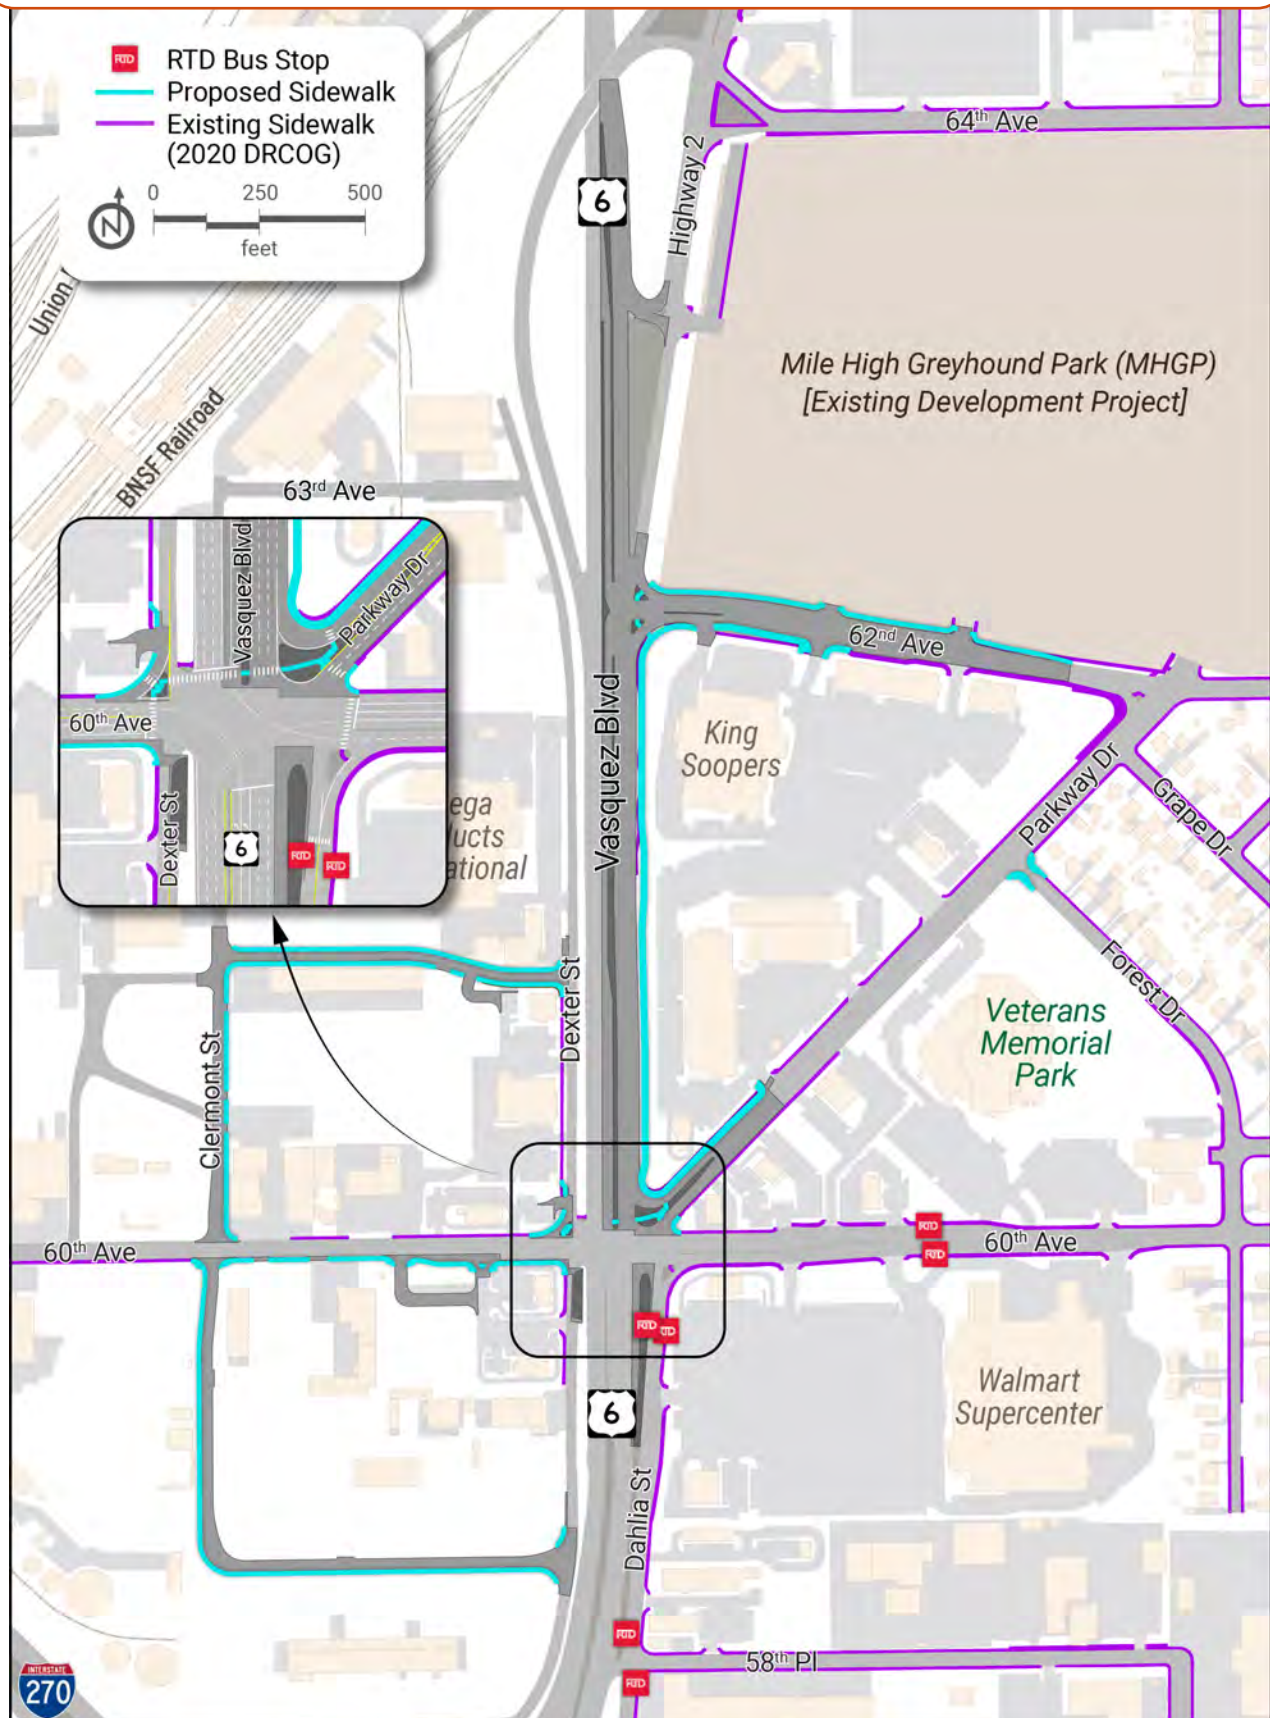 RTD
RTD Bus Stop
Proposed Sidewalk
Existing Sidewalk
(2020 DRCOG)
0 250 500
feet
N
64th Ave
6
Highway 2
Union
BNSF Railroad
Mile High Greyhound Park (MHGP)
[Existing Development Project]
63rd Ave
Vasquez Blvd
Parkway Dr
60th Ave
Dexter St
6
RTD
RTD
ega
ucts
ational
62nd Ave
Vasquez Blvd
King
Soopers
Parkway Dr
Grape Dr
Forest Dr
Veterans
Memorial
Park
Dexter St
Clermont St
60th Ave
RTD
60th Ave
RTD
RTD
RTD
6
Walmart
Supercenter
Dahlia St
RTD
58th Pl
RTD
INTERSTATE
270